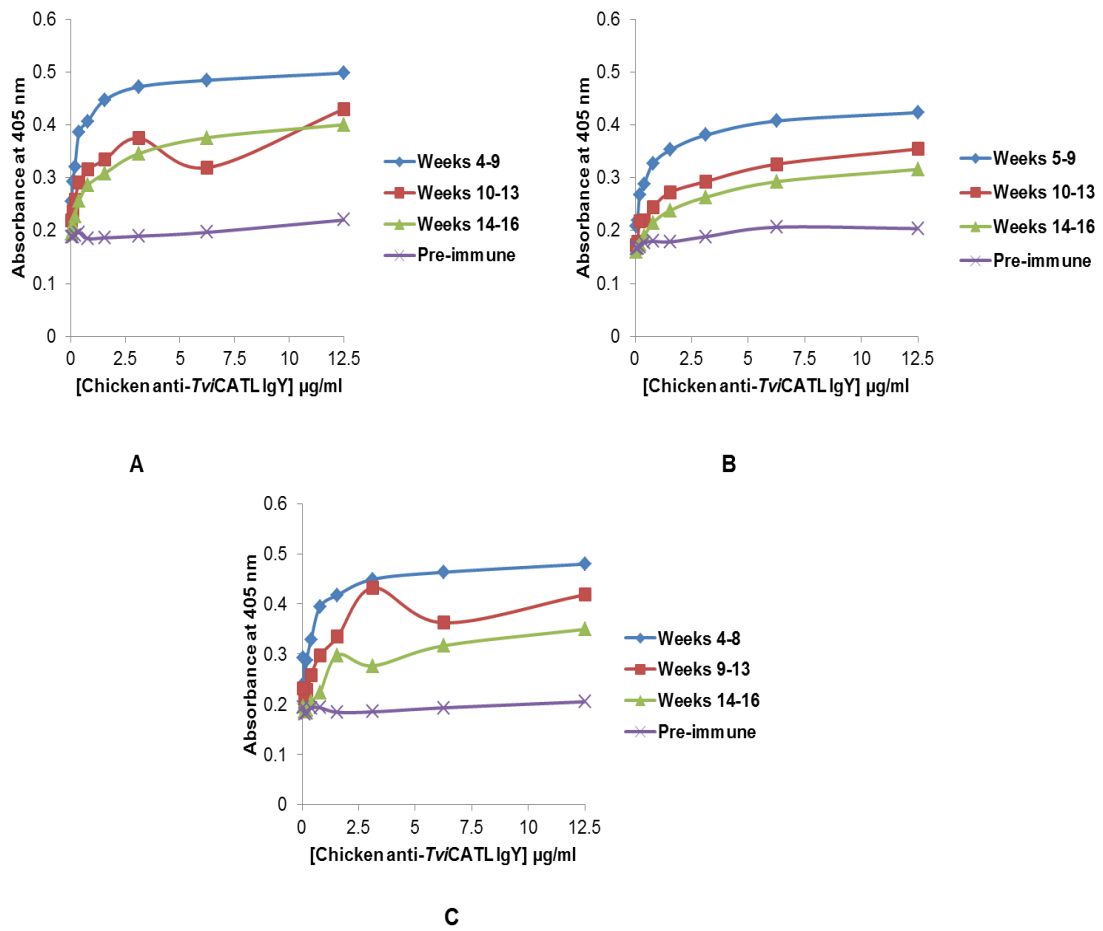 0.6
0.5
0.4
0.3
0.2
0.1
0
Absorbance at 405 nm
0 2.5 5 7.5 10 12.5
[Chicken anti-TviCATL IgY] µg/ml
Weeks 4-9
Weeks 10-13
Weeks 14-16
Pre-immune
A
0.6
0.5
0.4
0.3
0.2
0.1
0
Absorbance at 405 nm
0 2.5 5 7.5 10 12.5
[Chicken anti-TviCATL IgY] µg/ml
Weeks 5-9
Weeks 10-13
Weeks 14-16
Pre-immune
B
0.6
0.5
0.4
0.3
0.2
0.1
0
Absorbance at 405 nm
0 2.5 5 7.5 10 12.5
[Chicken anti-TviCATL IgY] µg/ml
Weeks 4-8
Weeks 9-13
Weeks 14-16
Pre-immune
C